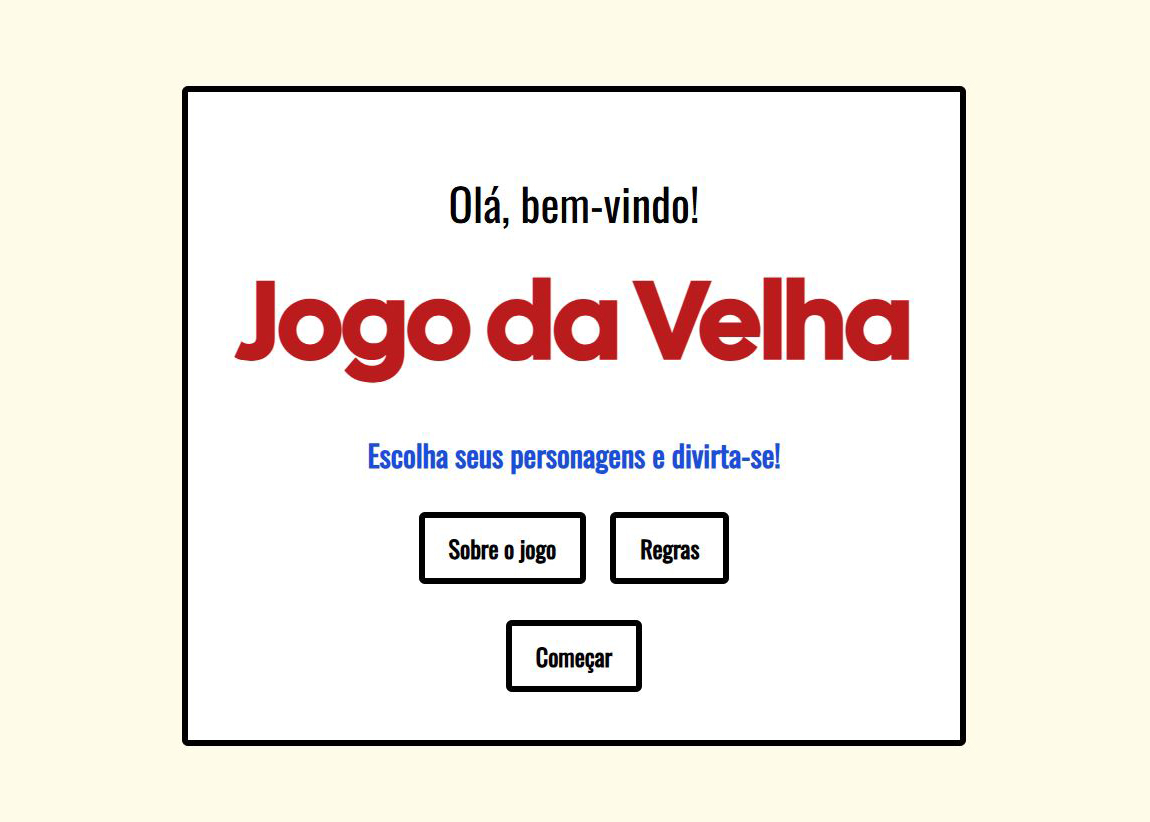 Olá, bem-vindo!
Jogo da Velha
Escolha seus personagens e divirta-se!
Sobre o jogo
Regras
Começar